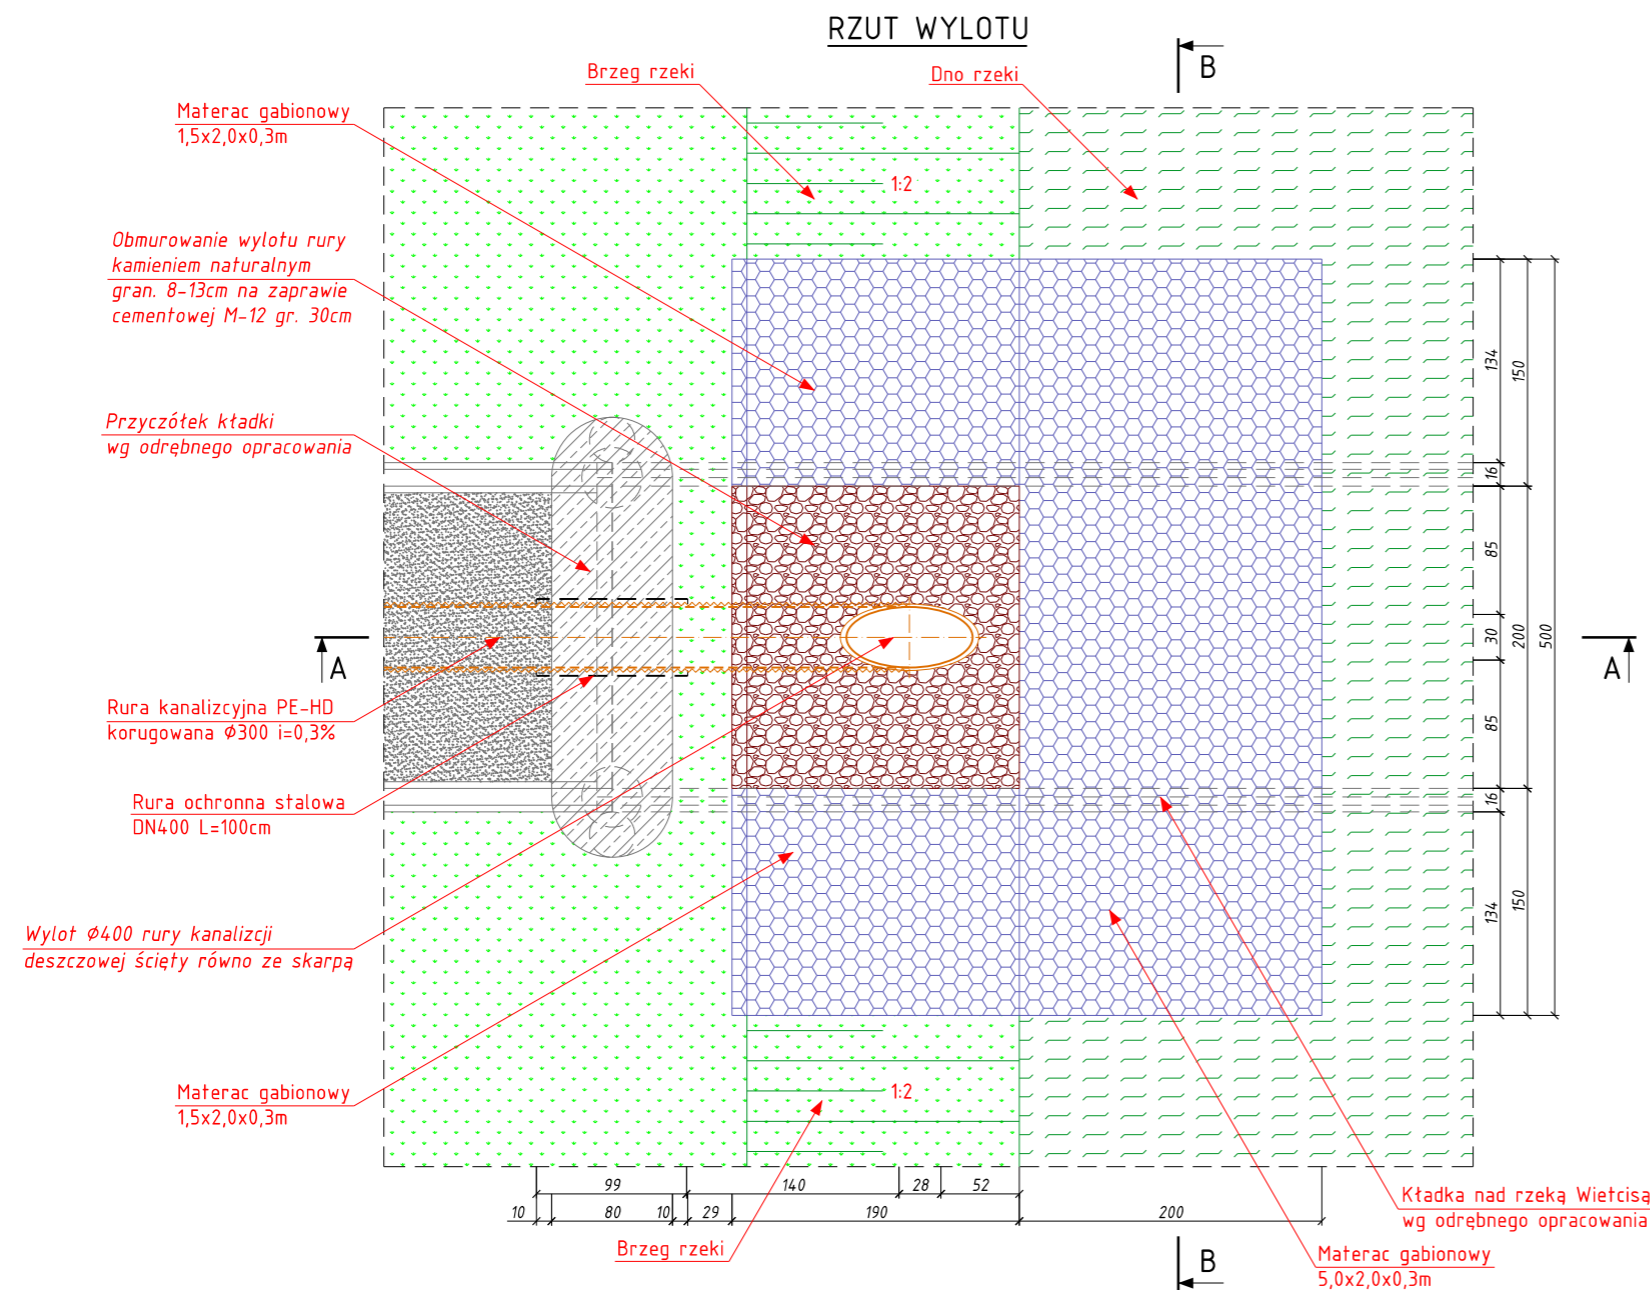 RZUT WYLOTU
B
Brzeg rzeki
Dno rzeki
Materac gabionowy
1,5x2,0x0,3m
1:2
Obmurowanie wylotu rury
kamieniem naturalnym
gran. 8-13cm na zaprawie
cementowej M-12 gr. 30cm
134
150
Przyczółek kładki
wg odrębnego opracowania
16
85
30
200
500
A
A
Rura kanalizcyjna PE-HD
korugowana Ø300 i=0,3%
85
Rura ochronna stalowa
DN400 L=100cm
16
134
150
Wylot Ø400 rury kanalizcji
deszczowej ścięty równo ze skarpą
Materac gabionowy
1,5x2,0x0,3m
1:2
99
140
28
52
10
80
10
29
190
200
Kładka nad rzeką Wietcisą
wg odrębnego opracowania
Brzeg rzeki
B
Materac gabionowy
5,0x2,0x0,3m